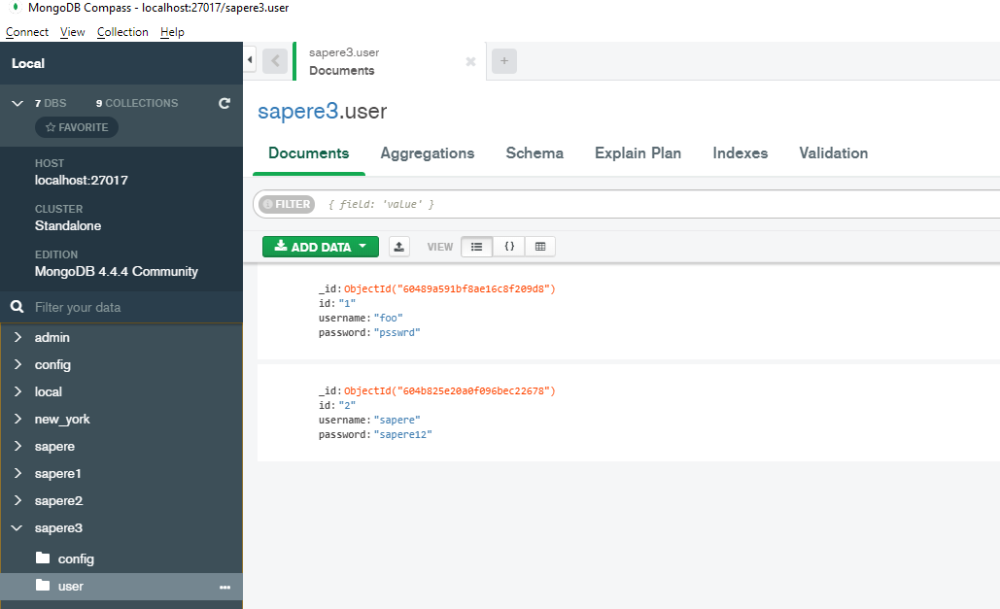 MongoDB Compass - localhost:27017/sapere3.user
Connect View Collection Help
Local
7 DBS 9 COLLECTIONS
FAVORITE
HOST
localhost:27017
CLUSTER
Standalone
EDITION
MongoDB 4.4.4 Community
Filter your data
admin
config
local
new_york
sapere
sapere1
sapere2
sapere3
config
user
sapere3.user
Documents
sapere3.user
Documents Aggregations Schema Explain Plan Indexes Validation
FILTER { field: 'value' }
ADD DATA VIEW {}
_id: ObjectId("60489a591bf8ae16c8f209d8")
id: "1"
username: "foo"
password: "psswrd"
_id: ObjectId("604b825e20a0f096bec22678")
id: "2"
username: "sapere"
password: "sapere12"